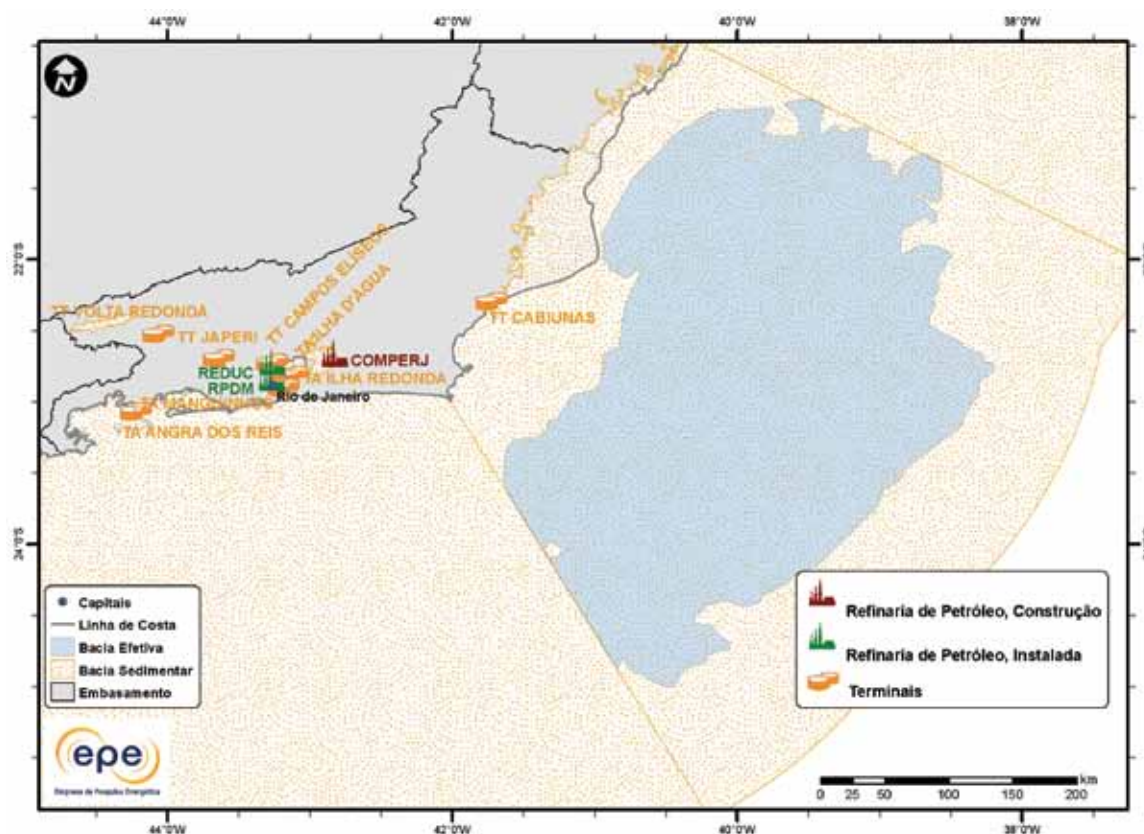 44°0'W 42°0'W 40°0'W 38°0'W
N
22°0'S
22°0'S
TT VOLTA REDONDA
TT JAPERI
TT CAMPOS ELISEOS
TA ILHA D'ÁGUA
TT CABIUNAS
COMPERJ
REDUC
TA ILHA REDONDA
RPDM
Rio de Janeiro
TA ANGRA DOS REIS
24°0'S
Capitais
Linha de Costa
Bacia Efetiva
Bacia Sedimentar
Embasamento
Refinaria de Petróleo, Construção
Refinaria de Petróleo, Instalada
Terminais
epe
Empresa de Pesquisa Energética
km
0 25 50 100 150 200
44°0'W 42°0'W 40°0'W 38°0'W